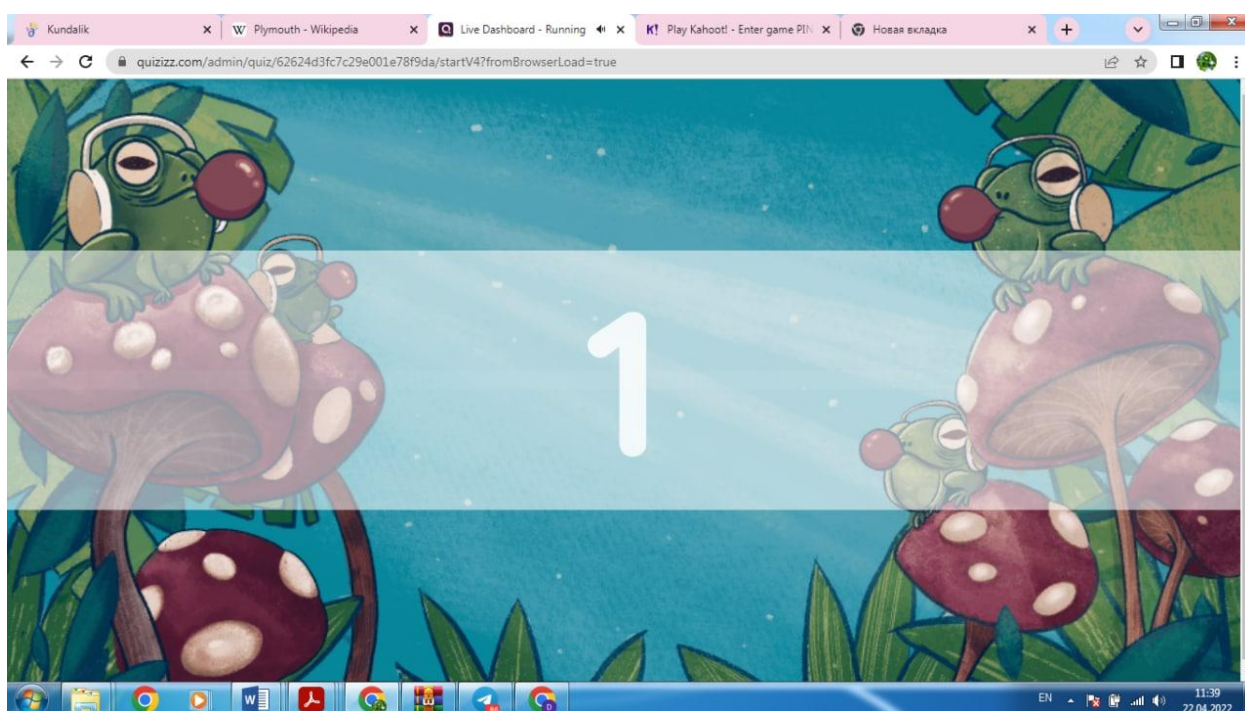 Kundalik
Plymouth - Wikipedia
Live Dashboard - Running
Play Kahoot! - Enter game PIN
Новая вкладка
quizizz.com/admin/quiz/62624d3fc7c29e001e78f9da/startV4?fromBrowserLoad=true
1
EN
11:39
22.04.2022